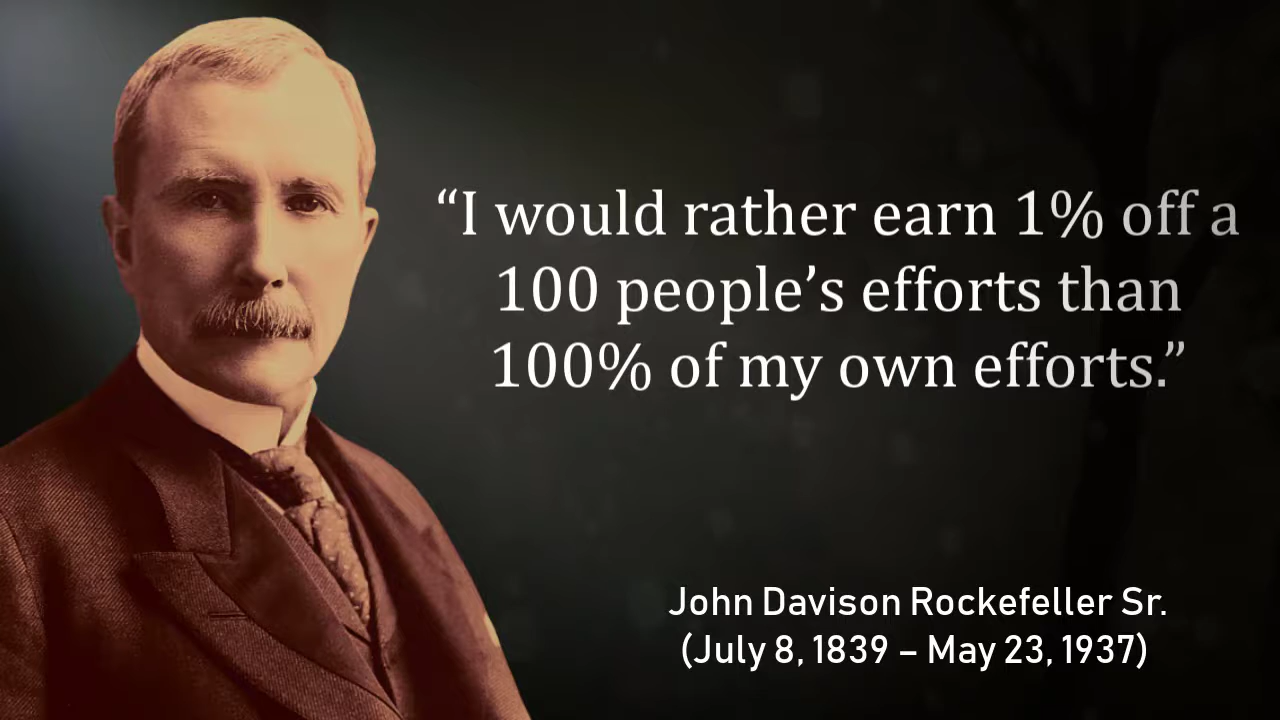 “I would rather earn 1% off a
100 people’s efforts than
100% of my own efforts.”
John Davison Rockefeller Sr.
(July 8, 1839 – May 23, 1937)